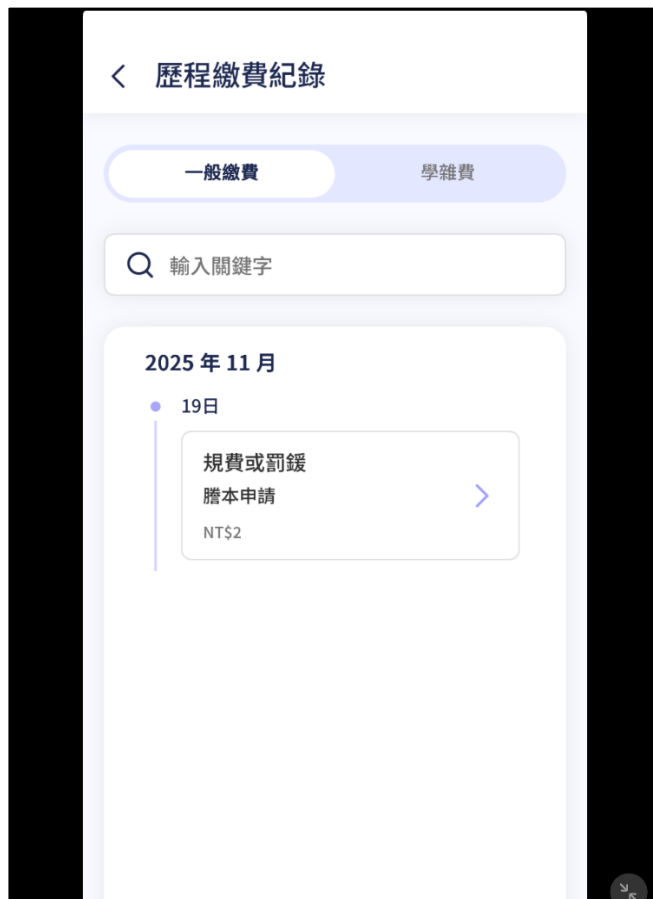 歷程繳費紀錄
一般繳費
學雜費
輸入關鍵字
2025 年 11 月
19日
規費或罰鍰
謄本申請
NT$2